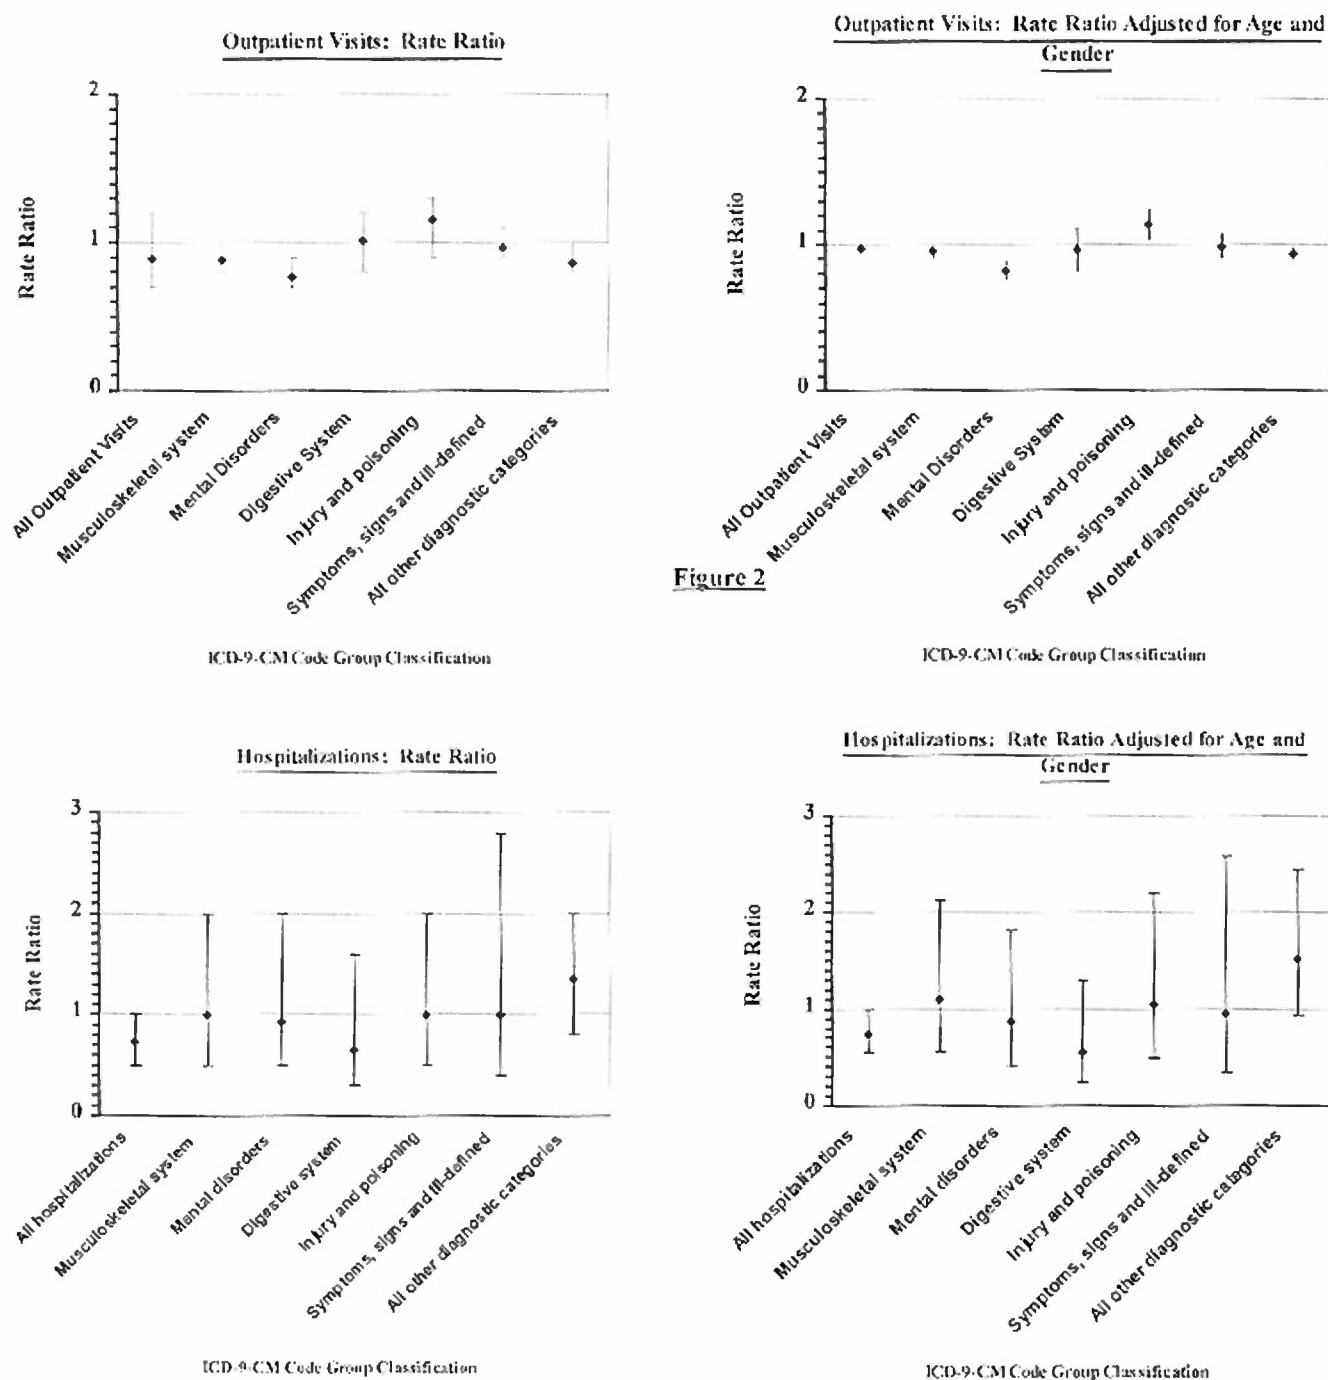 Outpatient Visits: Rate Ratio
2
1
0
Rate Ratio
All Outpatient Visits
Musculoskeletal system
Mental Disorders
Digestive System
Injury and poisoning
Symptoms, signs and ill-defined
All other diagnostic categories
ICD-9-CM Code Group Classification
Outpatient Visits: Rate Ratio Adjusted for Age and
Gender
2
1
0
Rate Ratio
All Outpatient Visits
Musculoskeletal system
Mental Disorders
Digestive System
Injury and poisoning
Symptoms, signs and ill-defined
All other diagnostic categories
ICD-9-CM Code Group Classification
Figure 2
Hospitalizations: Rate Ratio
3
2
1
0
Rate Ratio
All hospitalizations
Musculoskeletal system
Mental disorders
Digestive system
Injury and poisoning
Symptoms, signs and ill-defined
All other diagnostic categories
ICD-9-CM Code Group Classification
Hospitalizations: Rate Ratio Adjusted for Age and
Gender
3
2
1
0
Rate Ratio
All hospitalizations
Musculoskeletal system
Mental disorders
Digestive system
Injury and poisoning
Symptoms, signs and ill-defined
All other diagnostic categories
ICD-9-CM Code Group Classification